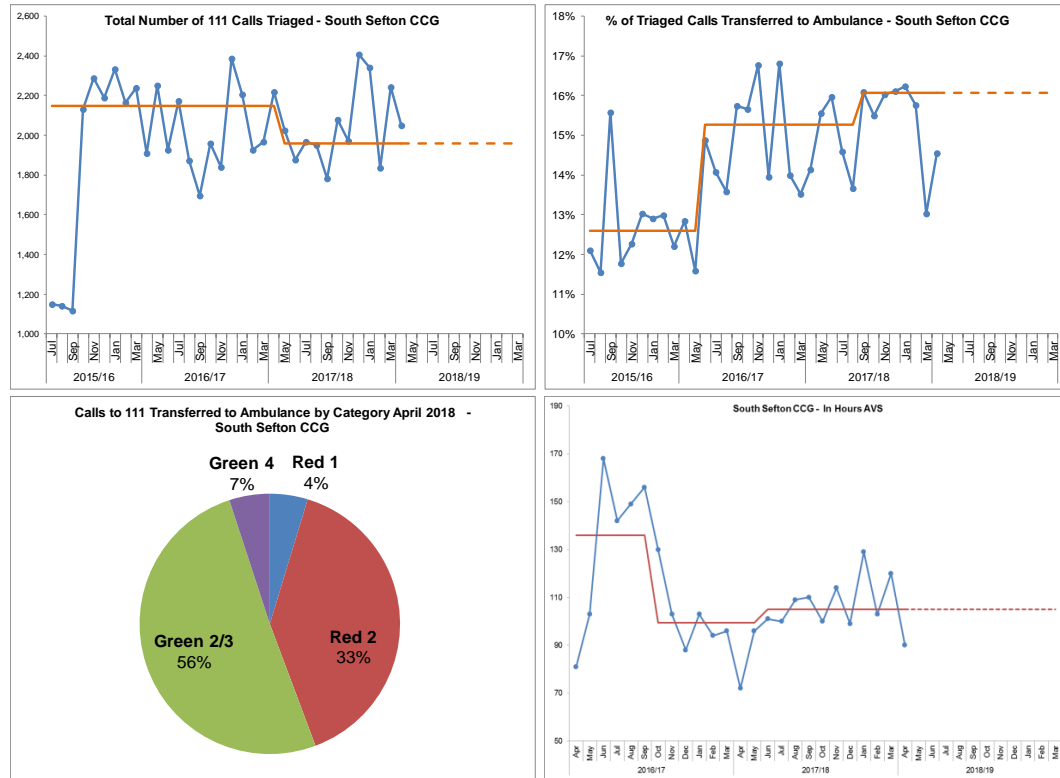 Total Number of 111 Calls Triaged - South Sefton CCG
2,600
2,400
2,200
2,000
1,800
1,600
1,400
1,200
1,000
Jul Sep Nov Jan Mar May Jul Sep Nov Jan Mar May Jul Sep Nov Jan Mar May Jul Sep Nov Jan Mar
2015/16 2016/17 2017/18 2018/19
% of Triaged Calls Transferred to Ambulance - South Sefton CCG
18%
17%
16%
15%
14%
13%
12%
11%
10%
Jul Sep Nov Jan Mar May Jul Sep Nov Jan Mar May Jul Sep Nov Jan Mar May Jul Sep Nov Jan Mar
2015/16 2016/17 2017/18 2018/19
Calls to 111 Transferred to Ambulance by Category April 2018 -
South Sefton CCG
Green 4
7%
Red 1
4%
Green 2/3
56%
Red 2
33%
South Sefton CCG - In Hours AVS
190
170
150
130
110
90
70
50
Apr May Jun Jul Aug Sep Oct Nov Dec Jan Feb Mar Apr May Jun Jul Aug Sep Oct Nov Dec Jan Feb Mar Apr May Jun Jul Aug Sep Oct Nov Dec Jan Feb Mar
2016/17 2017/18 2018/19